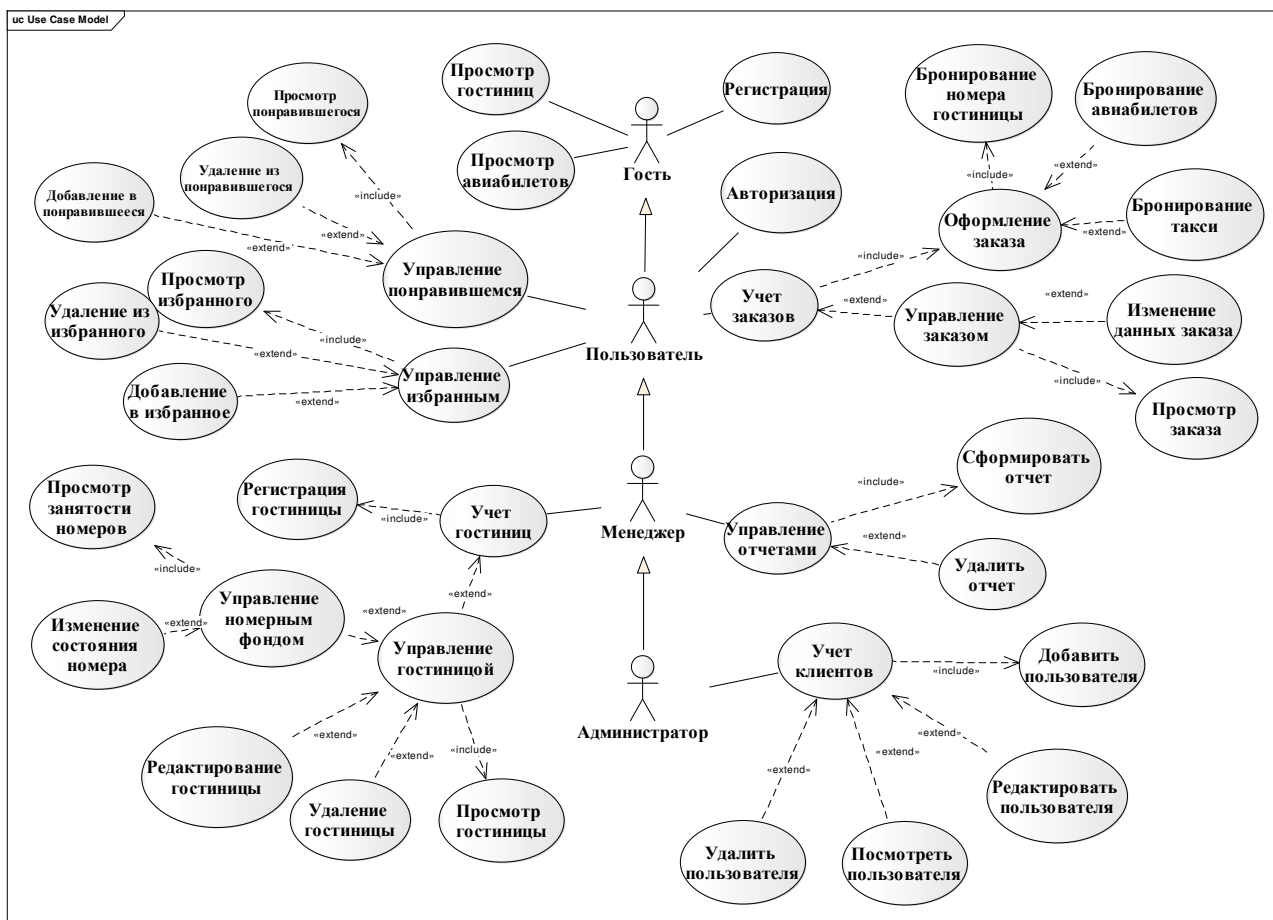 uc Use Case Model
Просмотр
гостиниц
Регистрация
Просмотр
авиабилетов
Гость
Авторизация
Просмотр
понравившегося
Удаление из
понравившегося
Добавление в
понравившееся
«include»
«extend»
«extend»
Управление
понравившемся
Просмотр
избранного
Удаление из
избранного
«include»
«extend»
Добавление
в избранное
«extend»
Управление
избранным
Пользователь
Бронирование
номера
гостиницы
Бронирование
авиабилетов
«include»
«extend»
Оформление
заказа
Бронирование
такси
«extend»
«include»
Учет
заказов
«extend»
Управление
заказом
«extend»
Изменение
данных заказа
«include»
Просмотр
заказа
Просмотр
занятости
номеров
Регистрация
гостиницы
«include»
Учет
гостиниц
Менеджер
Управление
отчетами
«include»
Сформировать
отчет
«extend»
Удалить
отчет
«include»
Изменение
состояния
номера
«extend»
Управление
номерным
фондом
«extend»
«extend»
Управление
гостиницой
«extend»
Редактирование
гостиницы
«extend»
Удаление
гостиницы
«include»
Просмотр
гостиницы
Администратор
Учет
клиентов
«include»
Добавить
пользователя
«extend»
Редактировать
пользователя
«extend»
Удалить
пользователя
«extend»
Посмотреть
пользователя